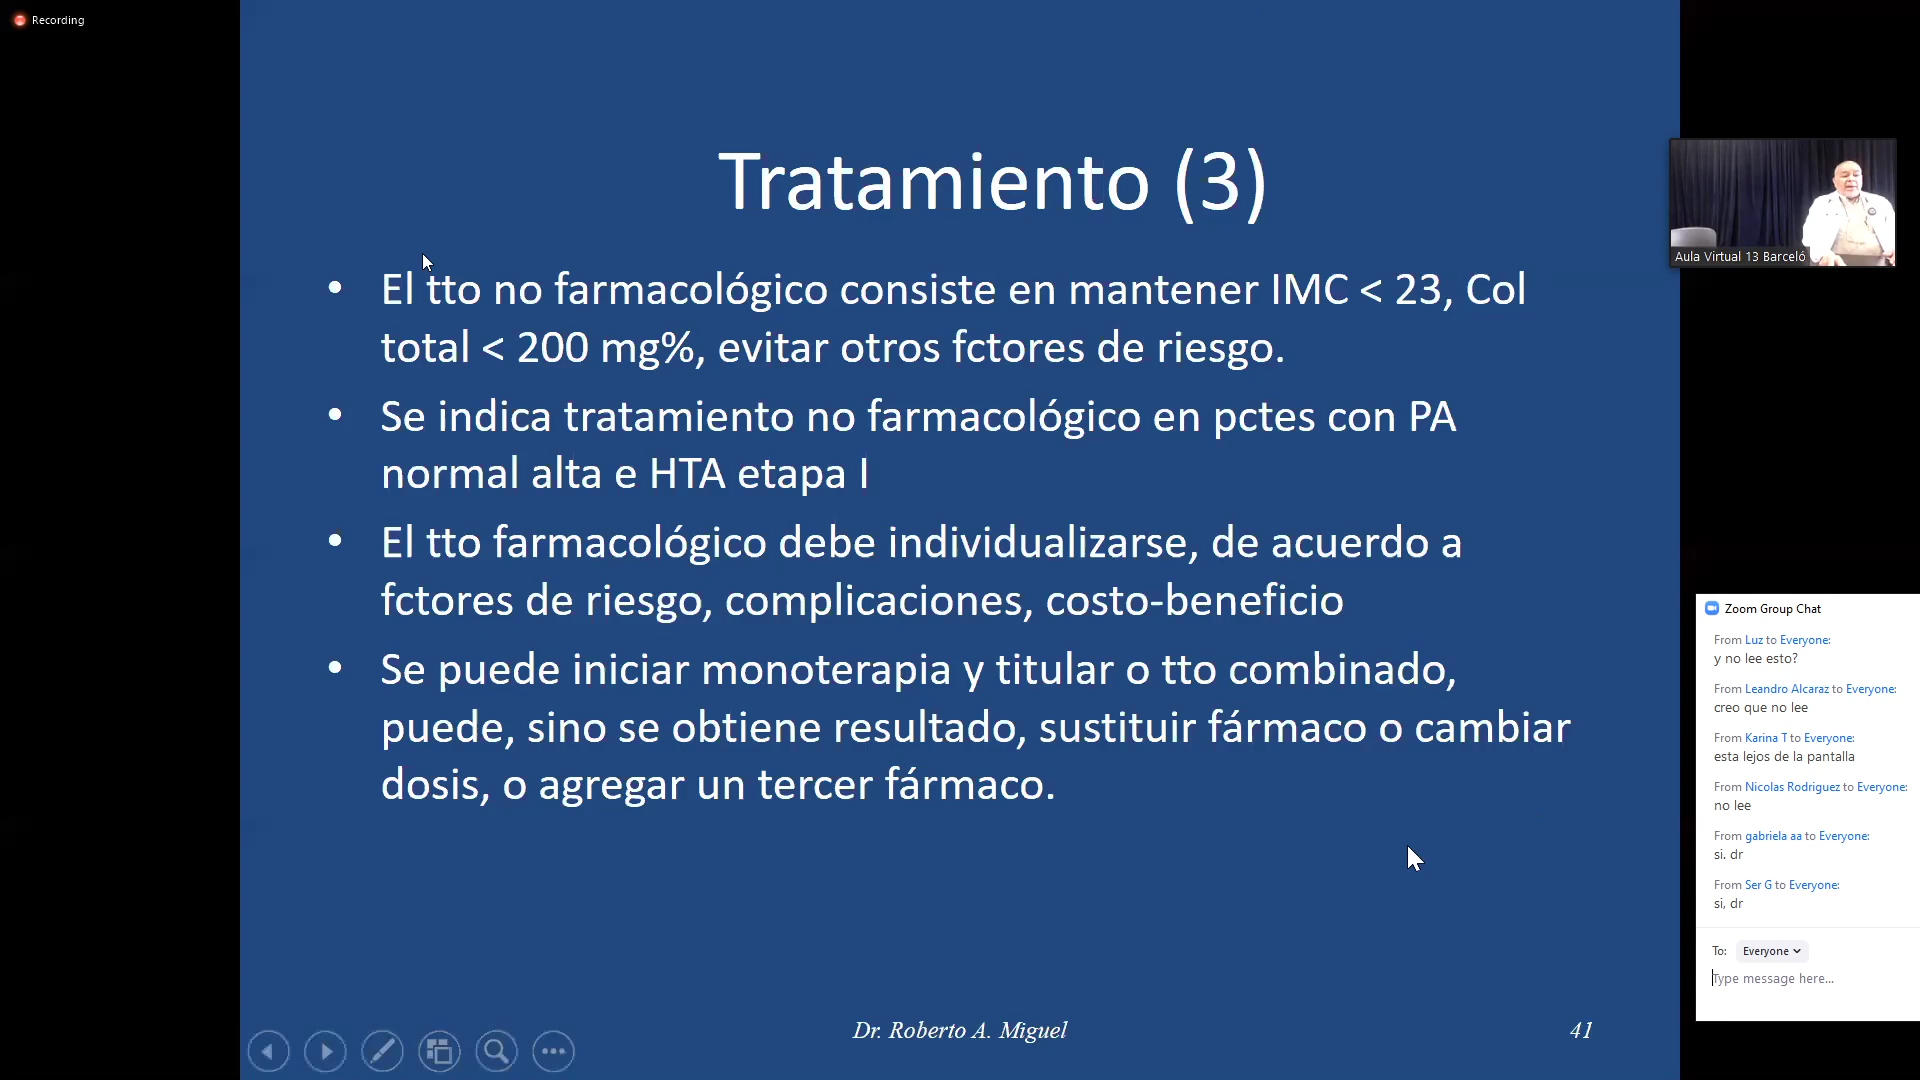 Recording
Tratamiento (3)
• El tto no farmacológico consiste en mantener IMC < 23, Col
total < 200 mg%, evitar otros fctores de riesgo.
• Se indica tratamiento no farmacológico en pctes con PA
normal alta e HTA etapa I
• El tto farmacológico debe individualizarse, de acuerdo a
fctores de riesgo, complicaciones, costo-beneficio
• Se puede iniciar monoterapia y titular o tto combinado,
puede, sino se obtiene resultado, sustituir fármaco o cambiar
dosis, o agregar un tercer fármaco.
Dr. Roberto A. Miguel
41
Aula Virtual 13 Barceló
Zoom Group Chat
From Luz to Everyone:
y no lee esto?
From Leandro Alcaraz to Everyone:
creo que no lee
From Karina T to Everyone:
esta lejos de la pantalla
From Nicolas Rodriguez to Everyone:
no lee
From gabriela aa to Everyone:
si. dr
From Ser G to Everyone:
si, dr
To: Everyone
Type message here...